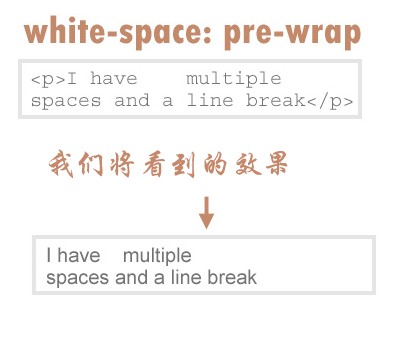 white-space: pre-wrap
<p>I have    multiple
spaces and a line break</p>
我们将看到的效果
I have    multiple
spaces and a line break